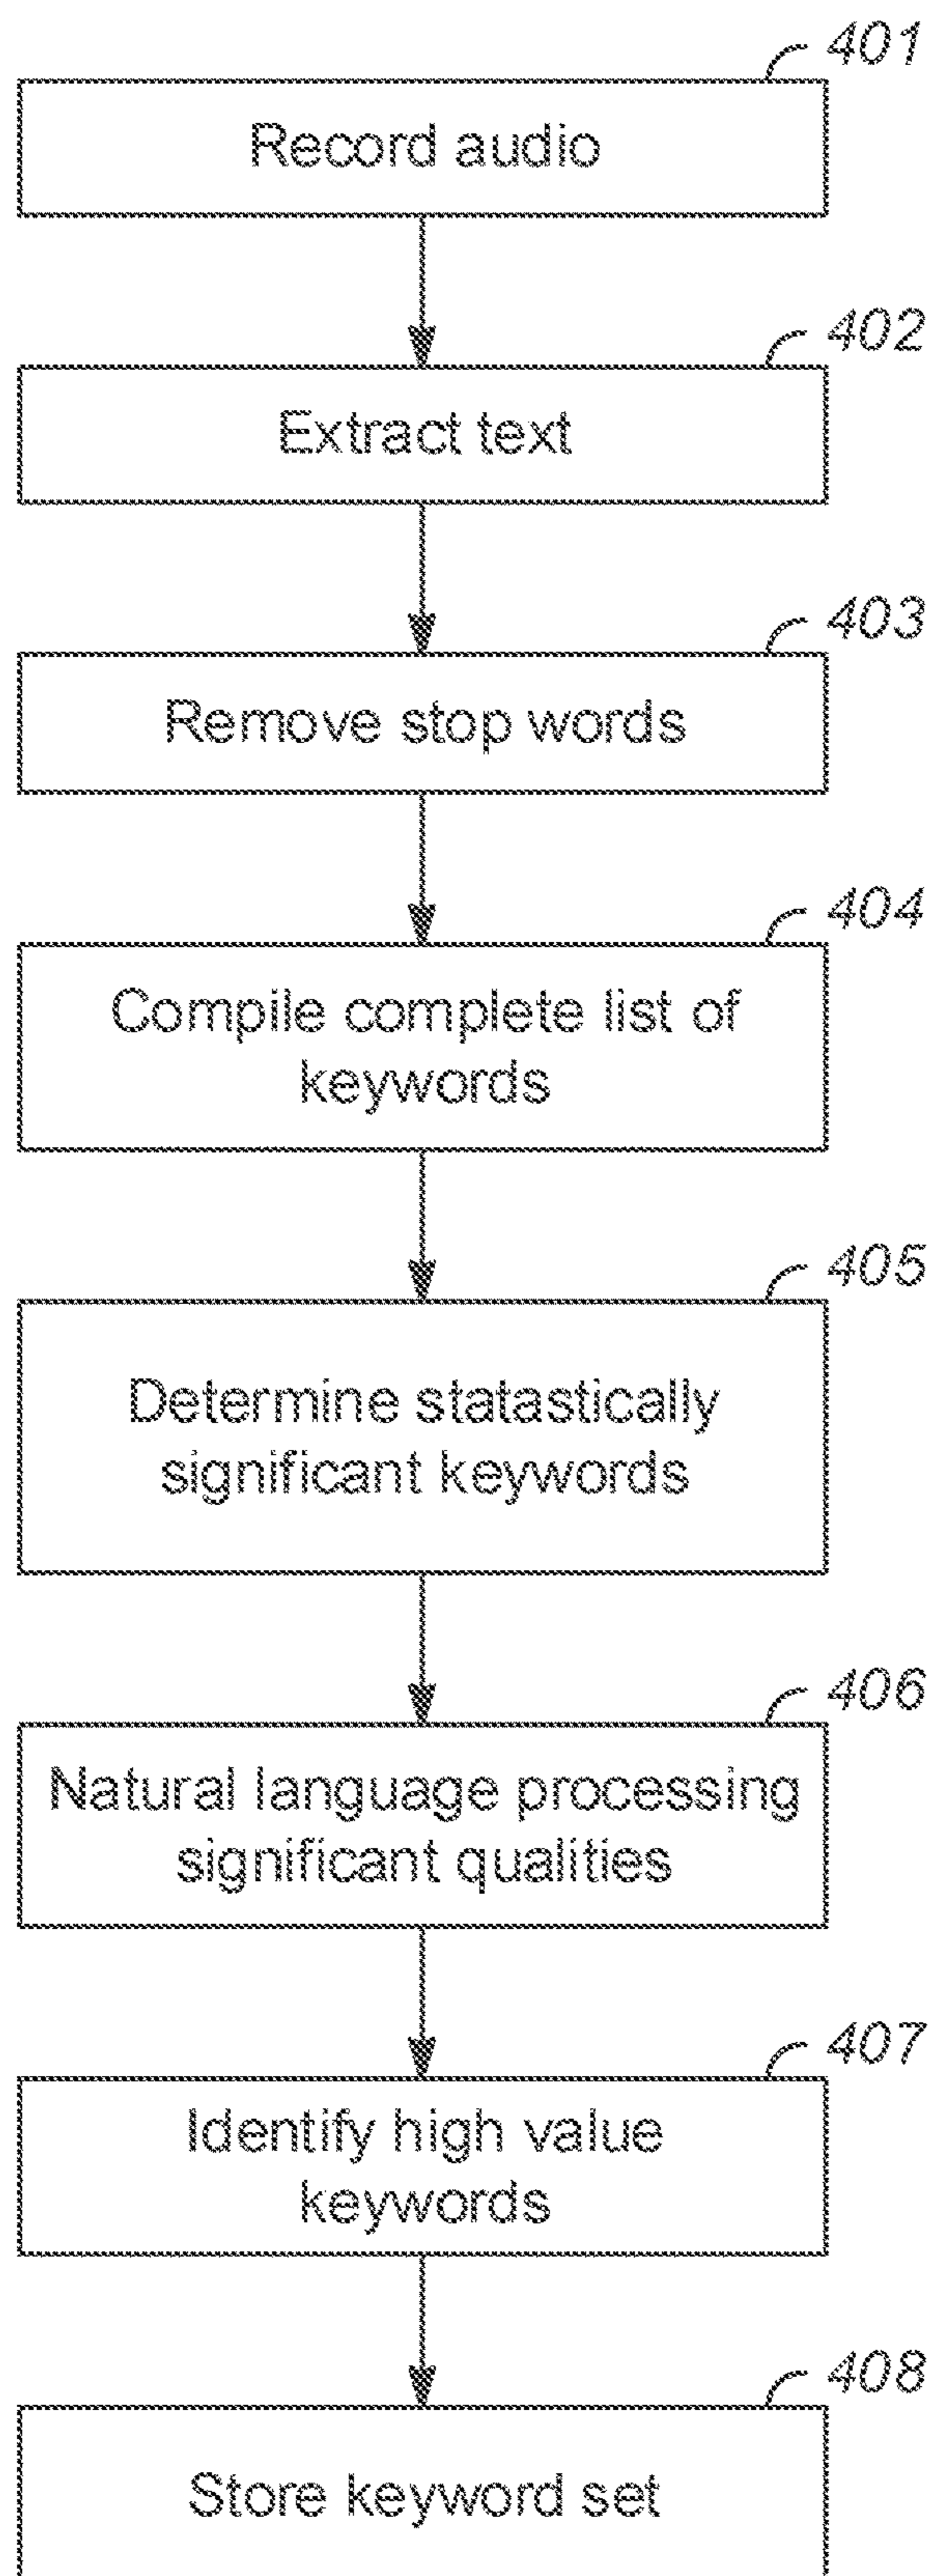 401
Record audio
402
Extract text
403
Remove stop words
404
Compile complete list of
keywords
405
Determine statastically
significant keywords
406
Natural language processing
significant qualities
407
Identify high value
keywords
408
Store keyword set